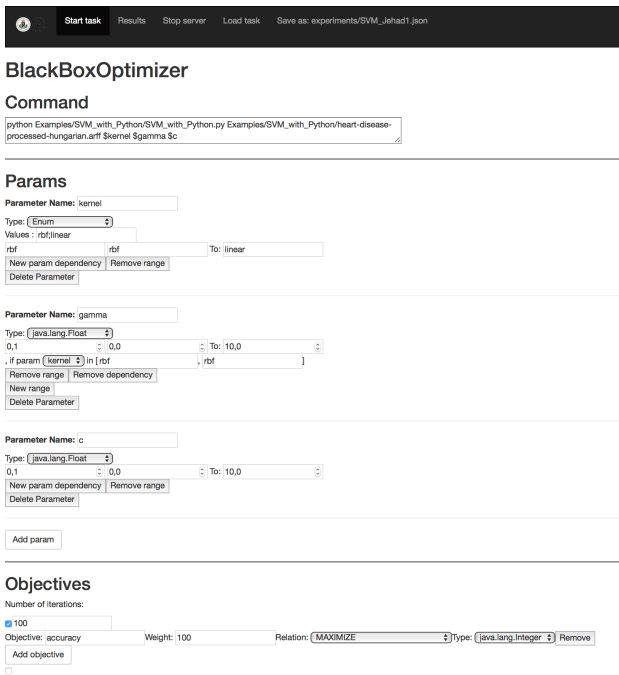 Start task Results Stop server Load task Save as: experiments/SVM_Jehad1.json
BlackBoxOptimizer
Command
python Examples/SVM_with_Python/SVM_with_Python.py Examples/SVM_with_Python/heart-disease-
processed-hungarian.arff $kernel $gamma $c
Params
Parameter Name: kernel
Type: Enum
Values : rbf;linear
rbf rbf To: linear
New param dependency Remove range
Delete Parameter
Parameter Name: gamma
Type: java.lang.Float
0,1 0,0 To: 10,0
, if param kernel in [ rbf , rbf ]
Remove range Remove dependency
New range
Delete Parameter
Parameter Name: c
Type: java.lang.Float
0,1 0,0 To: 10,0
New param dependency Remove range
Delete Parameter
Add param
Objectives
Number of iterations:
100
Objective: accuracy Weight: 100 Relation: MAXIMIZE Type: java.lang.Integer Remove
Add objective